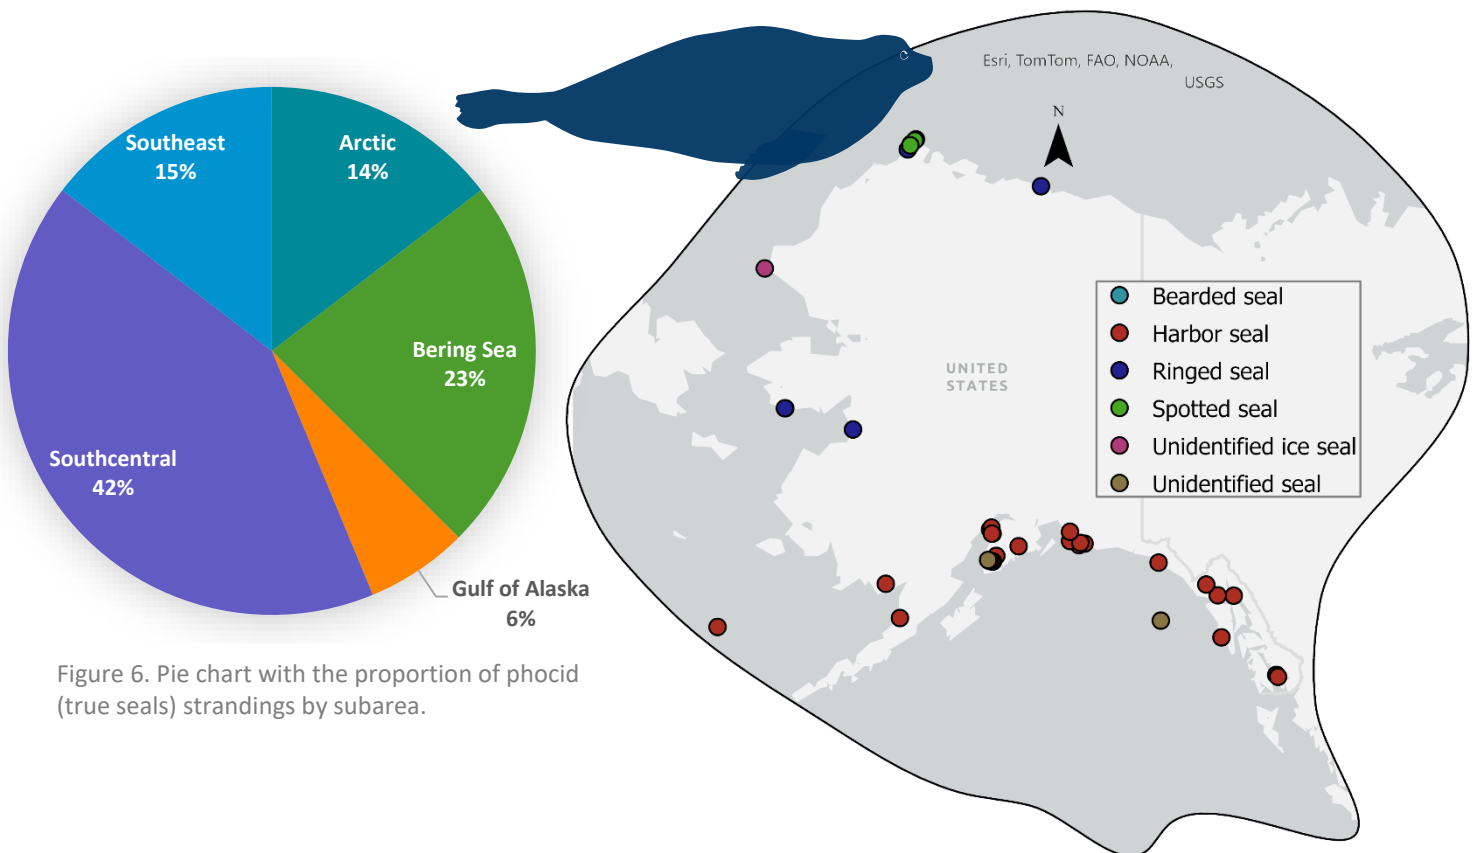 Southeast
15%
Arctic
14%
Bering Sea
23%
Southcentral
42%
Gulf of Alaska
6%
Figure 6. Pie chart with the proportion of phocid
(true seals) strandings by subarea.
Esri, TomTom, FAO, NOAA,
USGS
N
UNITED
STATES
Bearded seal
Harbor seal
Ringed seal
Spotted seal
Unidentified ice seal
Unidentified seal